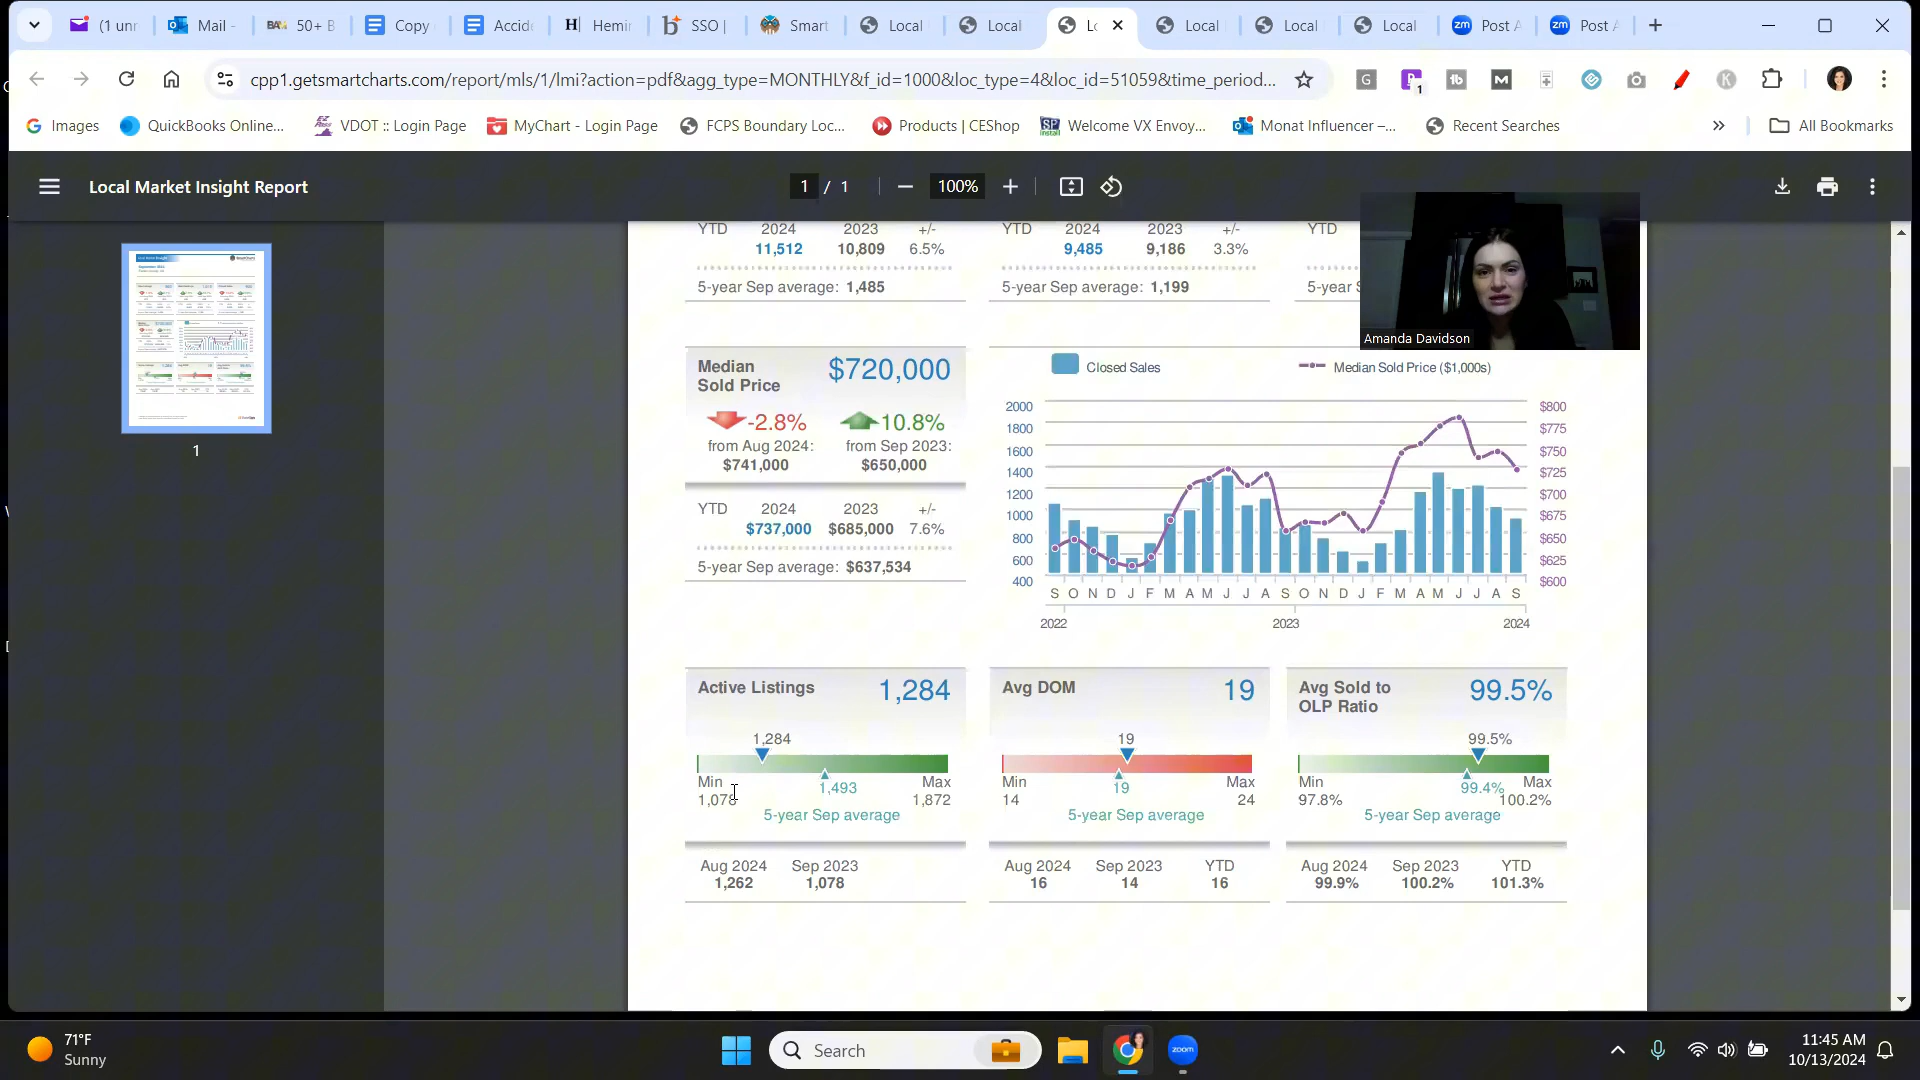 (1 unr
Mail -
50+ B
Copy
Accide
Hemin
SSO |
Smart
Local
Local
Lo
Local
Local
Local
Post A
Post A
cpp1.getsmartcharts.com/report/mls/1/lmi?action=pdf&agg_type=MONTHLY&f_id=1000&loc_type=4&loc_id=51059&time_period...
Images
QuickBooks Online...
VDOT :: Login Page
MyChart - Login Page
FCPS Boundary Loc...
Products | CEShop
Welcome VX Envoy...
Monat Influencer –...
Recent Searches
»
All Bookmarks
Local Market Insight Report
1 / 1
100%
1
YTD 2024 2023 +/-
11,512 10,809 6.5%
5-year Sep average: 1,485
YTD 2024 2023 +/-
9,485 9,186 3.3%
5-year Sep average: 1,199
YTD
5-year S
Amanda Davidson
Median
Sold Price
$720,000
-2.8% 10.8%
from Aug 2024: from Sep 2023:
$741,000 $650,000
YTD 2024 2023 +/-
$737,000 $685,000 7.6%
5-year Sep average: $637,534
Closed Sales
Median Sold Price ($1,000s)
2000 $800
1800 $775
1600 $750
1400 $725
1200 $700
1000 $675
800 $650
600 $625
400 $600
S O N D J F M A M J J A S O N D J F M A M J J A S
2022 2023 2024
Active Listings 1,284
1,284
Min Max
1,078 1,493 1,872
5-year Sep average
Aug 2024 Sep 2023
1,262 1,078
Avg DOM 19
19
Min Max
14 19 24
5-year Sep average
Aug 2024 Sep 2023 YTD
16 14 16
Avg Sold to
OLP Ratio
99.5%
99.5%
Min Max
97.8% 99.4% 100.2%
5-year Sep average
Aug 2024 Sep 2023 YTD
99.9% 100.2% 101.3%
71°F
Sunny
Search
zoom
11:45 AM
10/13/2024